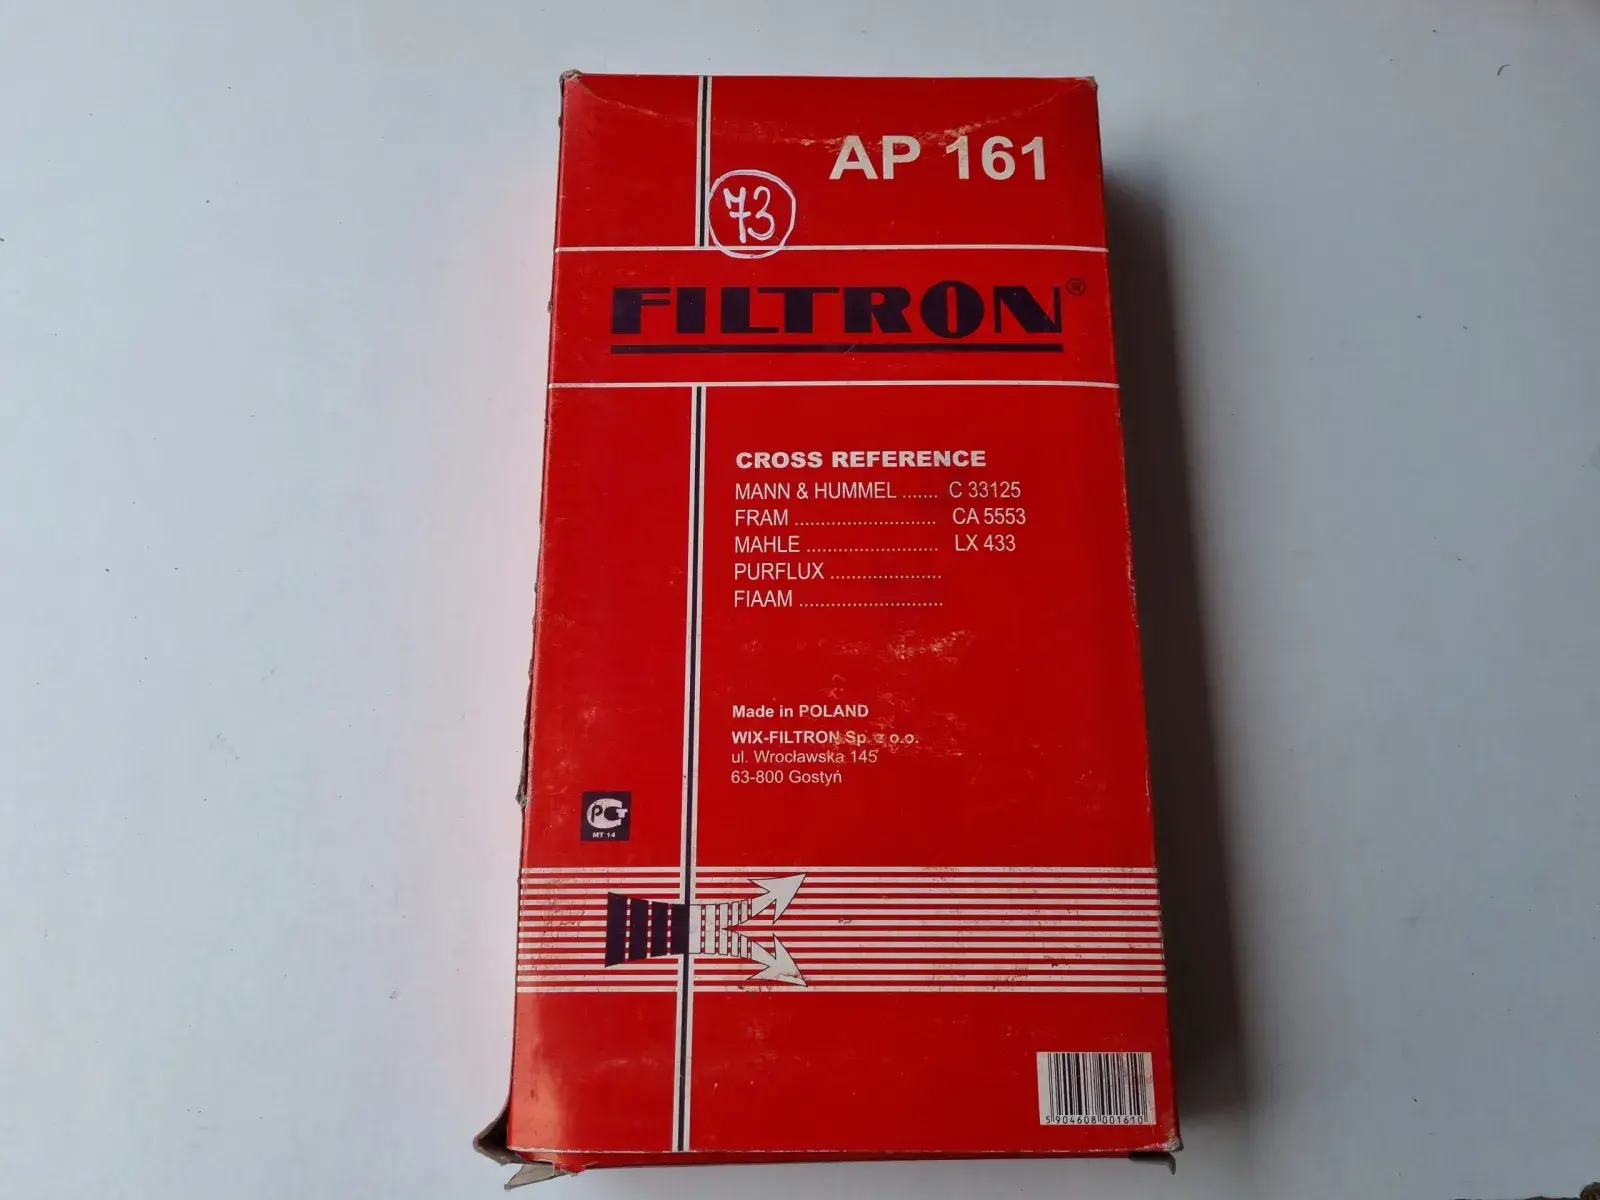 AP 161
73
FILTRON®
CROSS REFERENCE
MANN & HUMMEL ....... C 33125
FRAM ........................... CA 5553
MAHLE ......................... LX 433
PURFLUX .....................
FIAAM ............................
Made in POLAND
WIX-FILTRON Sp. z o.o.
ul. Wrocławska 145
63-800 Gostyń
PCT
MT 14
5 904608 001610